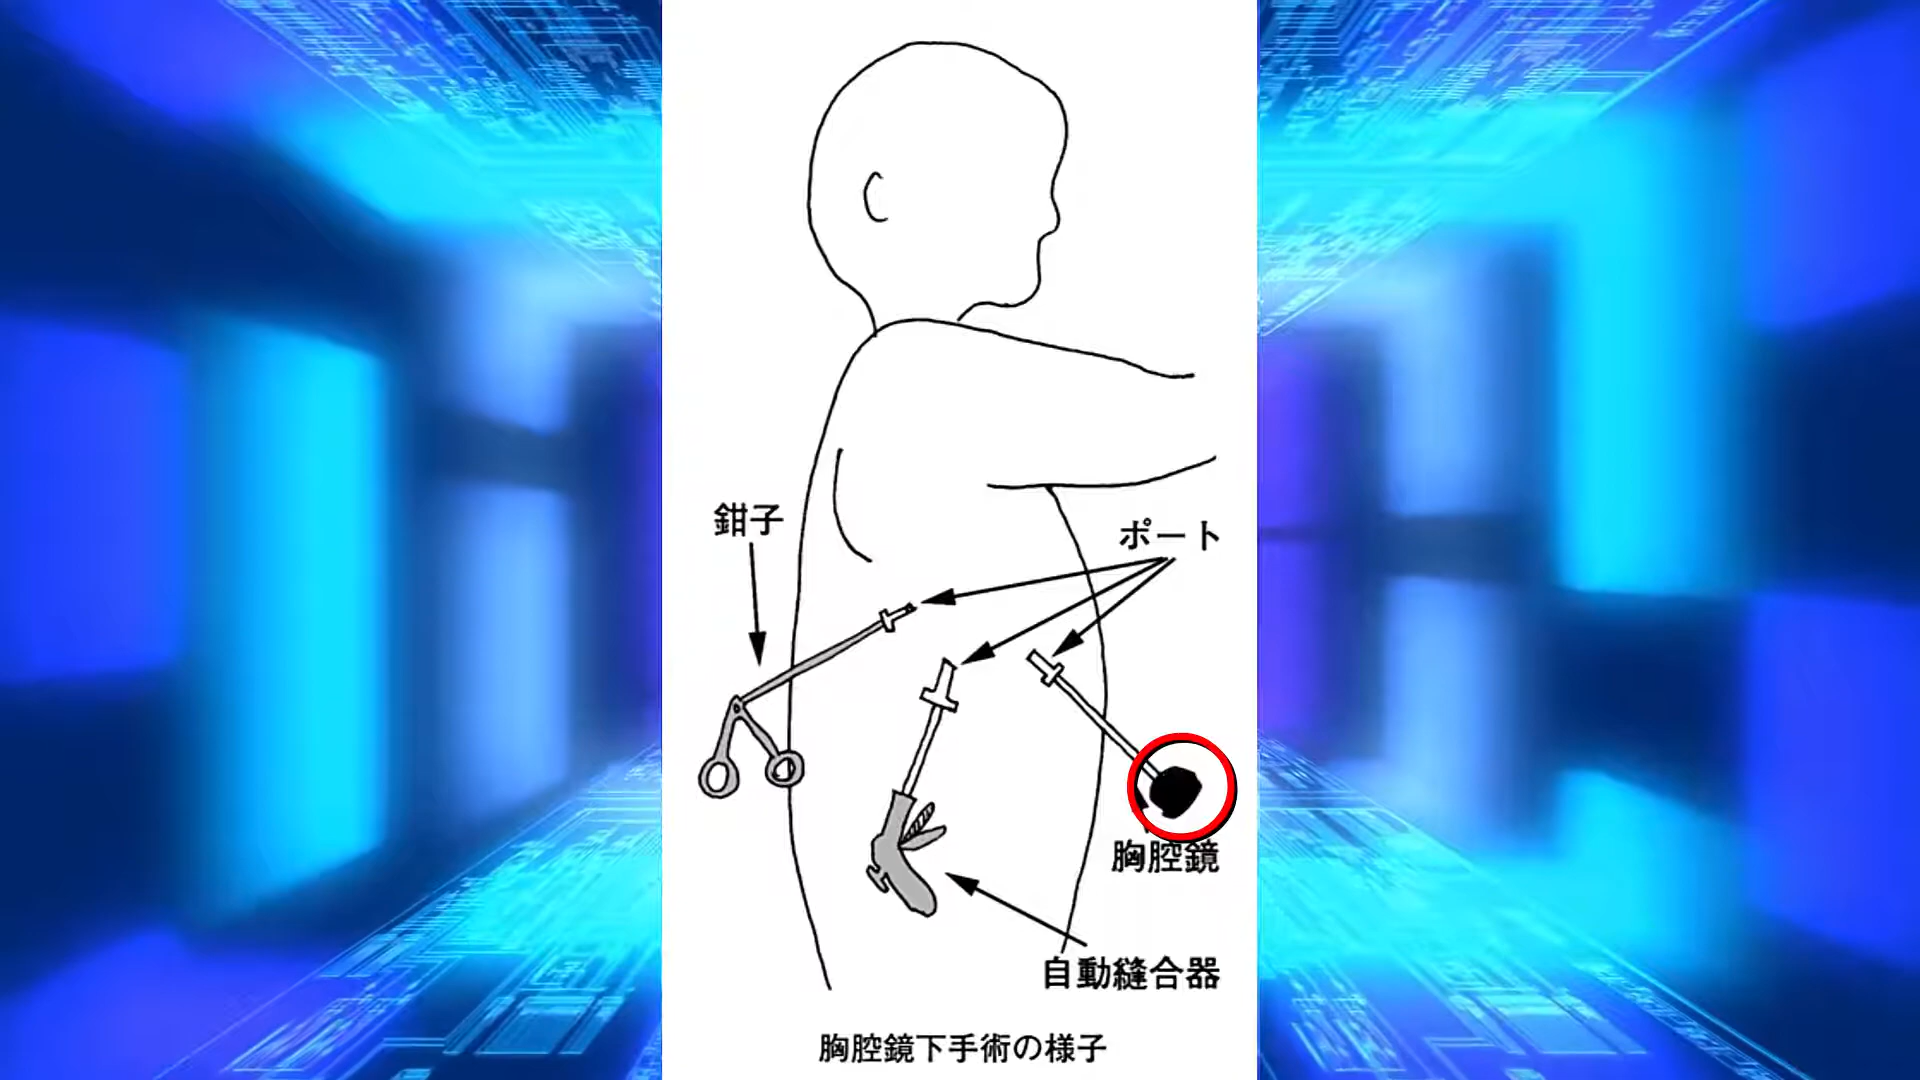 鉗子
ポート
胸腔鏡
自動縫合器
胸腔鏡下手術の様子